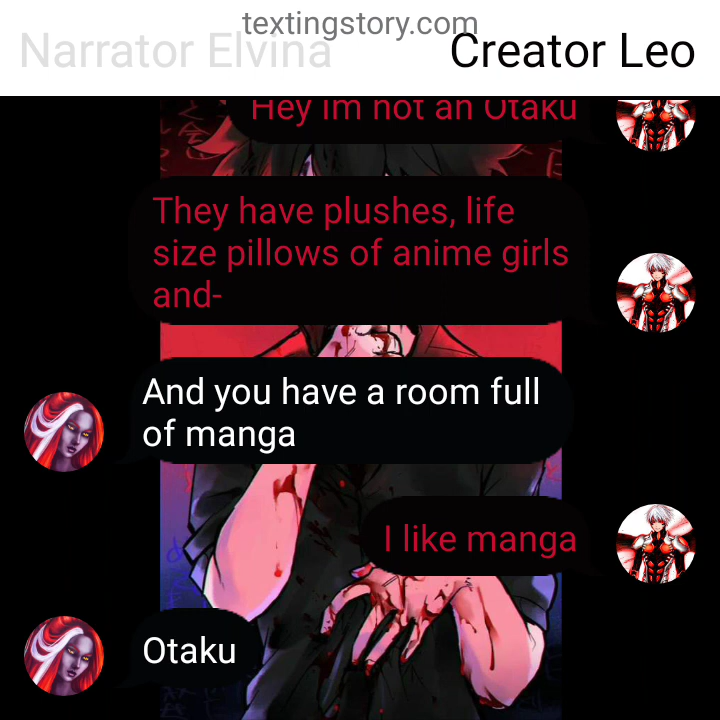 textingstory.com
Narrator Elvina
Creator Leo
Hey Im not an Otaku
They have plushes, life
size pillows of anime girls
and-
And you have a room full
of manga
I like manga
Otaku